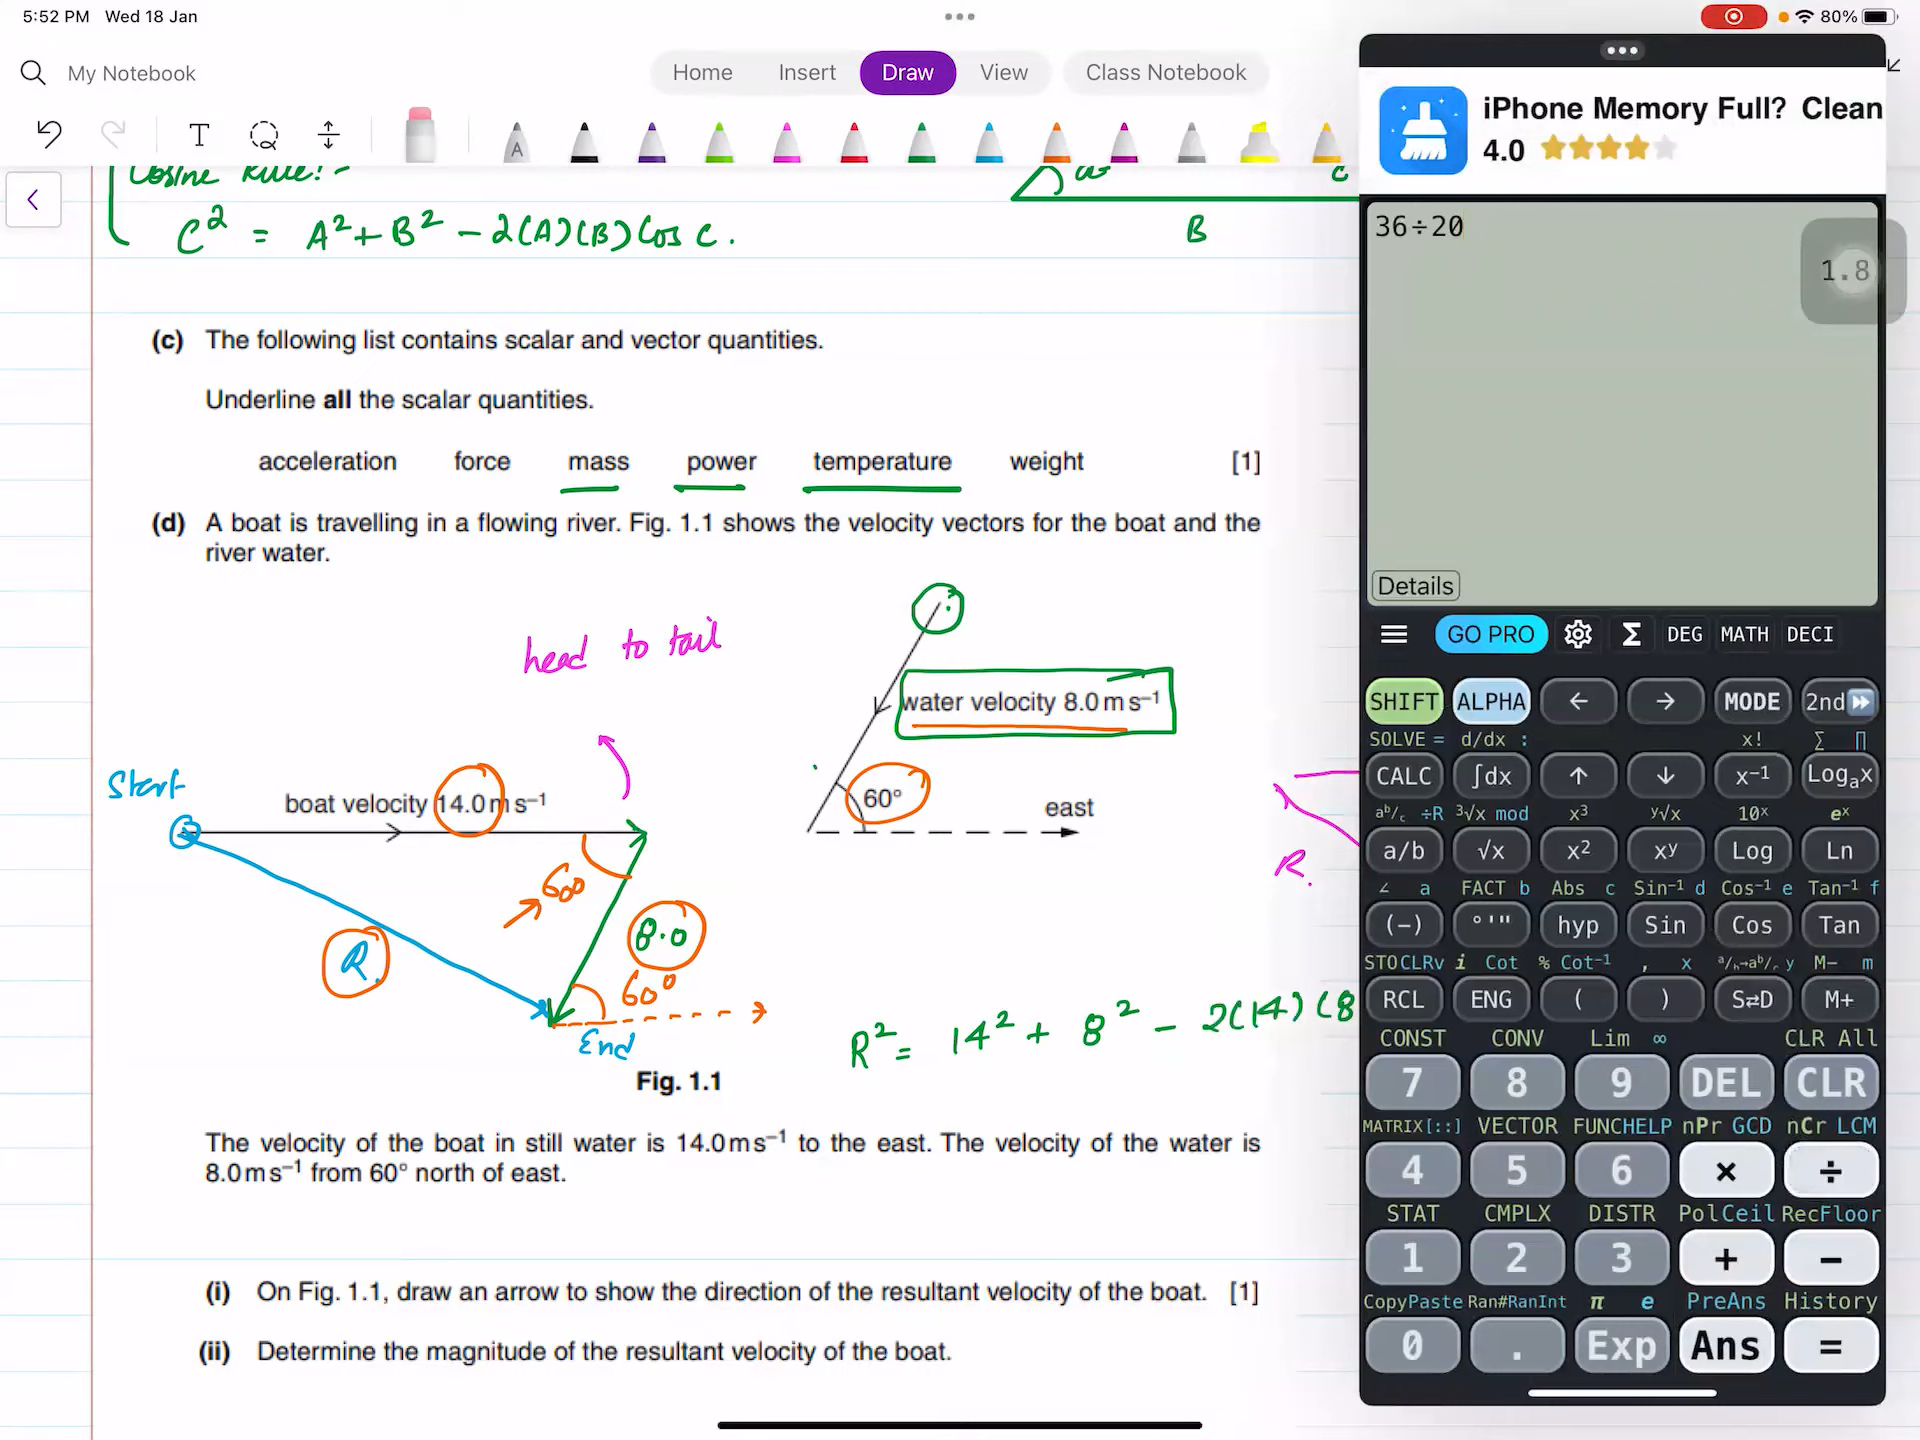 5:52 PM Wed 18 Jan
80%
My Notebook
Home Insert Draw View Class Notebook
T
A
Cosine Rule:-
C² = A² + B² - 2(A)(B) Cos C.
B
C
(c) The following list contains scalar and vector quantities.
Underline all the scalar quantities.
acceleration force mass power temperature weight [1]
(d) A boat is travelling in a flowing river. Fig. 1.1 shows the velocity vectors for the boat and the
river water.
head to tail
water velocity 8.0 m s⁻¹
Start
boat velocity 14.0 m s⁻¹
60°
east
60°
8.0
R
60°
End
R.
R² = 14² + 8² - 2(14)(8
Fig. 1.1
The velocity of the boat in still water is 14.0 m s⁻¹ to the east. The velocity of the water is
8.0 m s⁻¹ from 60° north of east.
(i) On Fig. 1.1, draw an arrow to show the direction of the resultant velocity of the boat. [1]
(ii) Determine the magnitude of the resultant velocity of the boat.
iPhone Memory Full? Clean
4.0
36÷20
1.8
Details
GO PRO Σ DEG MATH DECI
SHIFT ALPHA ← → MODE 2nd
SOLVE = d/dx : x! ∑ ∏
CALC ∫dx ↑ ↓ x⁻¹ Logₐx
aᵇ/c ÷R ³√x mod x³ ʸ√x 10ˣ eˣ
a/b √x x² xʸ Log Ln
∠ a FACT b Abs c Sin⁻¹ d Cos⁻¹ e Tan⁻¹ f
(−) °'" hyp Sin Cos Tan
STO CLRv i Cot % Cot⁻¹ , x y M− m
RCL ENG ( ) S⇄D M+
CONST CONV Lim ∞ CLR All
7 8 9 DEL CLR
MATRIX[::] VECTOR FUNC HELP nPr GCD nCr LCM
4 5 6 × ÷
STAT CMPLX DISTR Pol Ceil Rec Floor
1 2 3 + −
CopyPaste Ran# RanInt π e PreAns History
0 . Exp Ans =